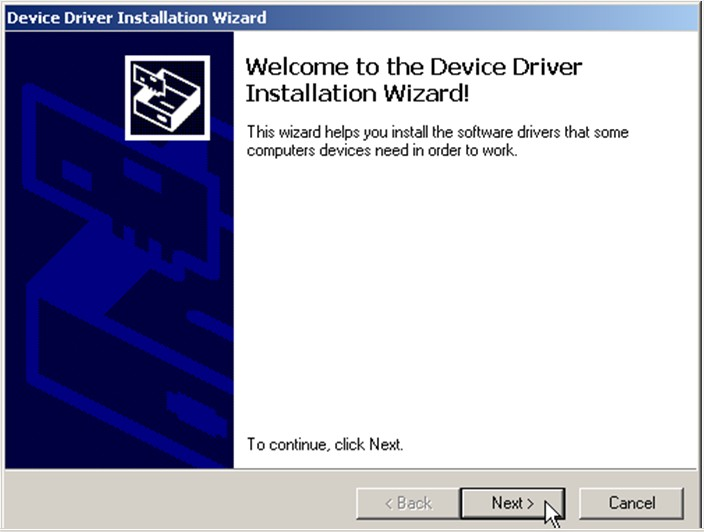 Device Driver Installation Wizard
Welcome to the Device Driver
Installation Wizard!
This wizard helps you install the software drivers that some
computers devices need in order to work.
To continue, click Next.
< Back
Next >
Cancel